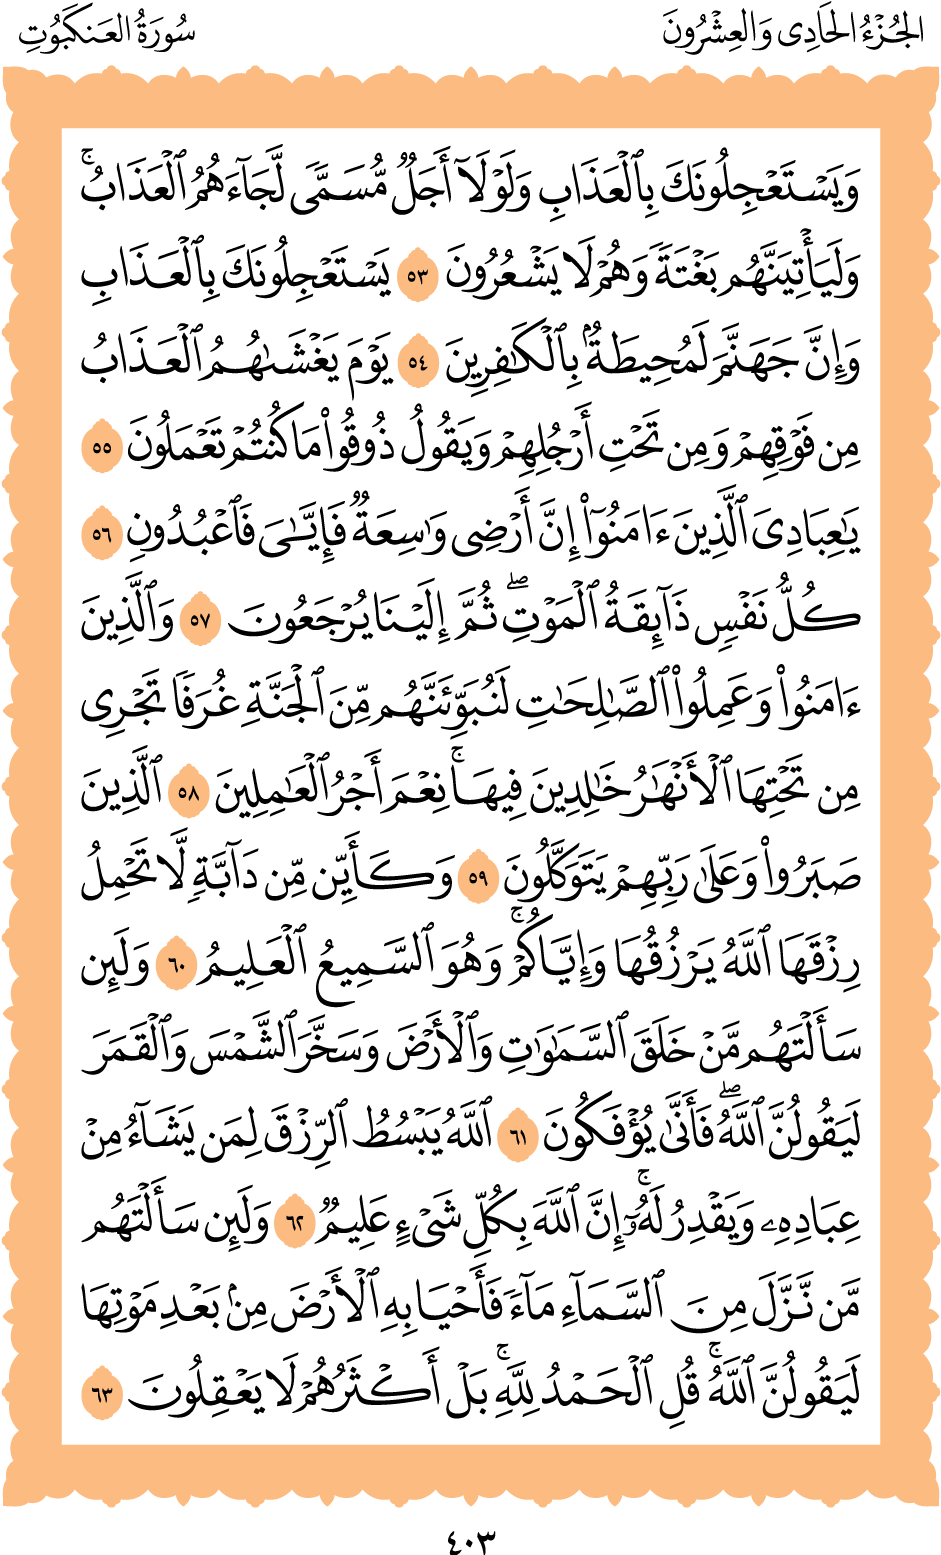 الجُزْءُ الحَادِى وَالعِشْرُونَ
سُورَةُ العَنكَبُوتِ
وَيَسْتَعْجِلُونَكَ بِٱلْعَذَابِ وَلَوْلَآ أَجَلٌ مُّسَمًّى لَّجَآءَهُمُ ٱلْعَذَابُۚ
وَلَيَأْتِيَنَّهُم بَغْتَةً وَهُمْ لَا يَشْعُرُونَ ٥٣ يَسْتَعْجِلُونَكَ بِٱلْعَذَابِ
وَإِنَّ جَهَنَّمَ لَمُحِيطَةٌۢ بِٱلْكَٰفِرِينَ ٥٤ يَوْمَ يَغْشَىٰهُمُ ٱلْعَذَابُ
مِن فَوْقِهِمْ وَمِن تَحْتِ أَرْجُلِهِمْ وَيَقُولُ ذُوقُوا۟ مَا كُنتُمْ تَعْمَلُونَ ٥٥
يَٰعِبَادِىَ ٱلَّذِينَ ءَامَنُوٓا۟ إِنَّ أَرْضِى وَٰسِعَةٌ فَإِيَّٰىَ فَٱعْبُدُونِ ٥٦
كُلُّ نَفْسٍ ذَآئِقَةُ ٱلْمَوْتِۖ ثُمَّ إِلَيْنَا يُرْجَعُونَ ٥٧ وَٱلَّذِينَ
ءَامَنُوا۟ وَعَمِلُوا۟ ٱلصَّٰلِحَٰتِ لَنُبَوِّئَنَّهُم مِّنَ ٱلْجَنَّةِ غُرَفًا تَجْرِى
مِن تَحْتِهَا ٱلْأَنْهَٰرُ خَٰلِدِينَ فِيهَاۚ نِعْمَ أَجْرُ ٱلْعَٰمِلِينَ ٥٨ ٱلَّذِينَ
صَبَرُوا۟ وَعَلَىٰ رَبِّهِمْ يَتَوَكَّلُونَ ٥٩ وَكَأَيِّن مِّن دَآبَّةٍ لَّا تَحْمِلُ
رِزْقَهَا ٱللَّهُ يَرْزُقُهَا وَإِيَّاكُمْۚ وَهُوَ ٱلسَّمِيعُ ٱلْعَلِيمُ ٦٠ وَلَئِن
سَأَلْتَهُم مَّنْ خَلَقَ ٱلسَّمَٰوَٰتِ وَٱلْأَرْضَ وَسَخَّرَ ٱلشَّمْسَ وَٱلْقَمَرَ
لَيَقُولُنَّ ٱللَّهُۖ فَأَنَّىٰ يُؤْفَكُونَ ٦١ ٱللَّهُ يَبْسُطُ ٱلرِّزْقَ لِمَن يَشَآءُ مِنْ
عِبَادِهِۦ وَيَقْدِرُ لَهُۥٓۚ إِنَّ ٱللَّهَ بِكُلِّ شَىْءٍ عَلِيمٌ ٦٢ وَلَئِن سَأَلْتَهُم
مَّن نَّزَّلَ مِنَ ٱلسَّمَآءِ مَآءً فَأَحْيَا بِهِ ٱلْأَرْضَ مِنۢ بَعْدِ مَوْتِهَا
لَيَقُولُنَّ ٱللَّهُۚ قُلِ ٱلْحَمْدُ لِلَّهِۚ بَلْ أَكْثَرُهُمْ لَا يَعْقِلُونَ ٦٣
٤٠٣